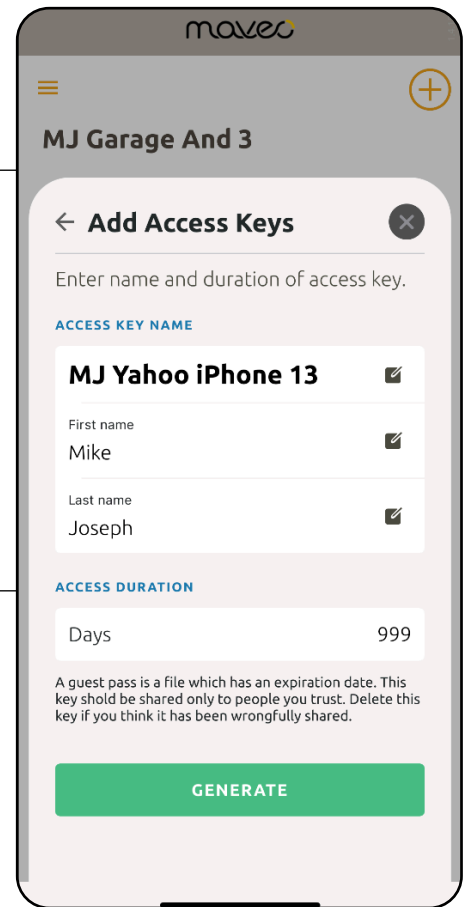 maveo
MJ Garage And 3
Add Access Keys
Enter name and duration of access key.
ACCESS KEY NAME
MJ Yahoo iPhone 13
First name
Mike
Last name
Joseph
ACCESS DURATION
Days 999
A guest pass is a file which has an expiration date. This
key shold be shared only to people you trust. Delete this
key if you think it has been wrongfully shared.
GENERATE